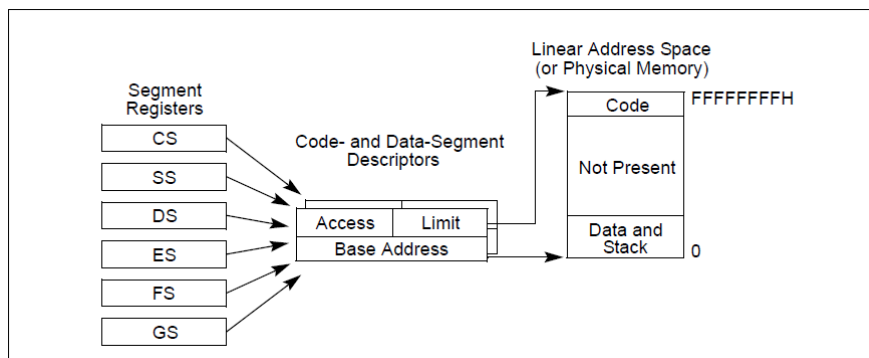 Linear Address Space
(or Physical Memory)
Segment
Registers
CS
SS
DS
ES
FS
GS
Code- and Data-Segment
Descriptors
Access
Limit
Base Address
Code
FFFFFFFFH
Not Present
Data and
Stack
0